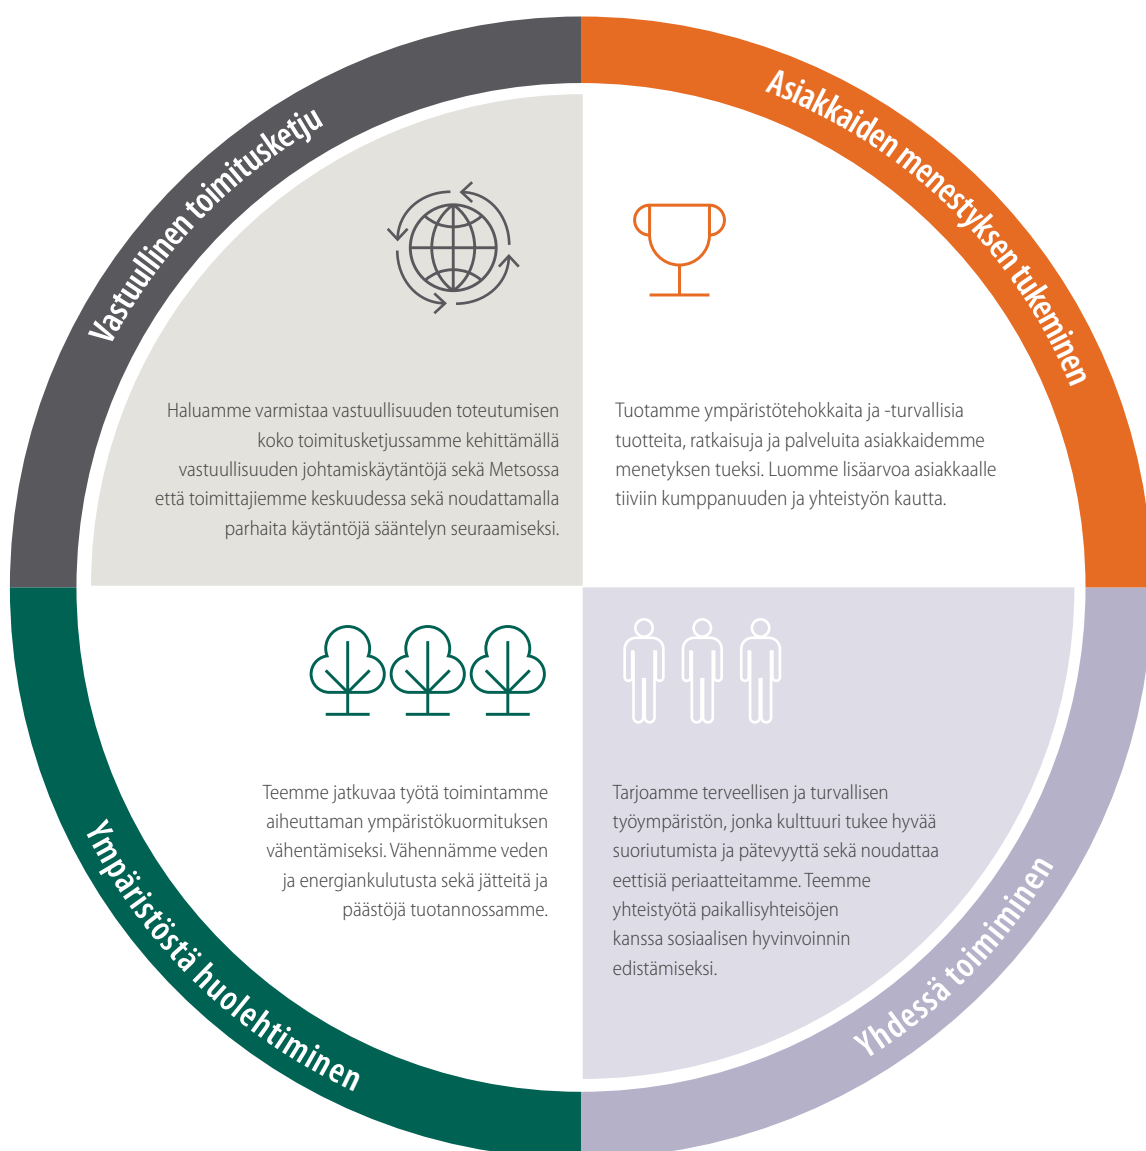 Vastuullinen toimitusketju
Haluamme varmistaa vastuullisuuden toteutumisen
koko toimitusketjussamme kehittämällä
vastuullisuuden johtamiskäytäntöjä sekä Metsossa
että toimittajiemme keskuudessa sekä noudattamalla
parhaita käytäntöjä sääntelyn seuraamiseksi.
Asiakkaiden menestyksen tukeminen
Tuotamme ympäristötehokkaita ja -turvallisia
tuotteita, ratkaisuja ja palveluita asiakkaidemme
menetyksen tueksi. Luomme lisäarvoa asiakkaalle
tiiviin kumppanuuden ja yhteistyön kautta.
Ympäristöstä huolehtiminen
Teemme jatkuvaa työtä toimintamme
aiheuttaman ympäristökuormituksen
vähentämiseksi. Vähennämme veden
ja energiankulutusta sekä jätteitä ja
päästöjä tuotannossamme.
Yhdessä toimiminen
Tarjoamme terveellisen ja turvallisen
työympäristön, jonka kulttuuri tukee hyvää
suoriutumista ja pätevyyttä sekä noudattaa
eettisiä periaatteitamme. Teemme
yhteistyötä paikallisyhteisöjen
kanssa sosiaalisen hyvinvoinnin
edistämiseksi.